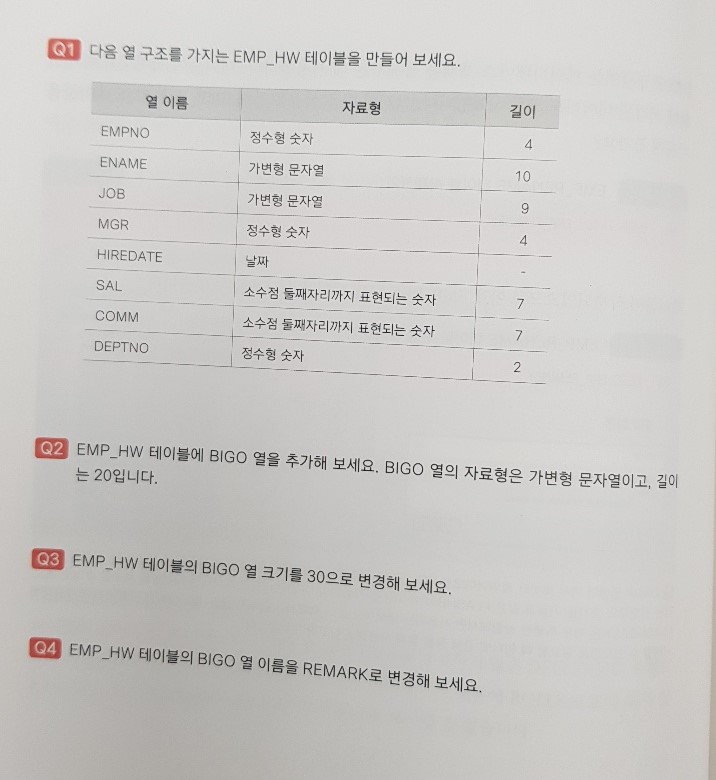 Q1 다음 열 구조를 가지는 EMP_HW 테이블을 만들어 보세요.
열 이름 자료형 길이
EMPNO 정수형 숫자 4
ENAME 가변형 문자열 10
JOB 가변형 문자열 9
MGR 정수형 숫자 4
HIREDATE 날짜 -
SAL 소수점 둘째자리까지 표현되는 숫자 7
COMM 소수점 둘째자리까지 표현되는 숫자 7
DEPTNO 정수형 숫자 2
Q2 EMP_HW 테이블에 BIGO 열을 추가해 보세요. BIGO 열의 자료형은 가변형 문자열이고, 길이
는 20입니다.
Q3 EMP_HW 테이블의 BIGO 열 크기를 30으로 변경해 보세요.
Q4 EMP_HW 테이블의 BIGO 열 이름을 REMARK로 변경해 보세요.